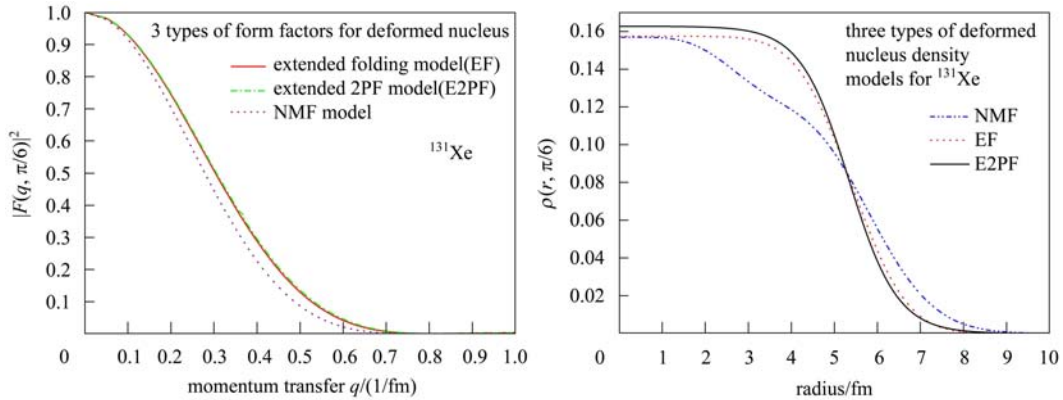 3 types of form factors for deformed nucleus
extended folding model(EF)
extended 2PF model(E2PF)
NMF model
¹³¹Xe
|F(q, π/6)|²
1.0
0.9
0.8
0.7
0.6
0.5
0.4
0.3
0.2
0.1
0 0.1 0.2 0.3 0.4 0.5 0.6 0.7 0.8 0.9 1.0
momentum transfer q/(1/fm)
three types of deformed
nucleus density
models for ¹³¹Xe
NMF
EF
E2PF
ρ(r, π/6)
0.16
0.14
0.12
0.10
0.08
0.06
0.04
0.02
0 1 2 3 4 5 6 7 8 9 10
radius/fm